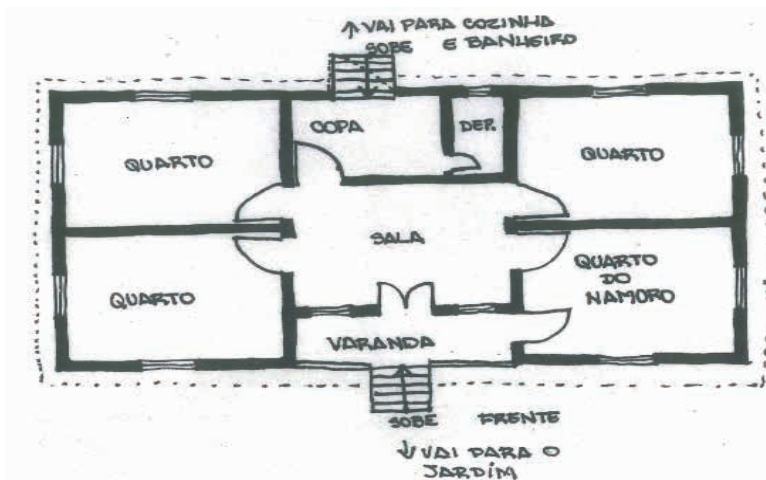 ↑ VAI PARA COZINHA
SOBE E BANHEIRO
COPA
DEP.
QUARTO
QUARTO
SALA
QUARTO
QUARTO
DO
NAMORO
VARANDA
SOBE FRENTE
↓ VAI PARA O
JARDIM